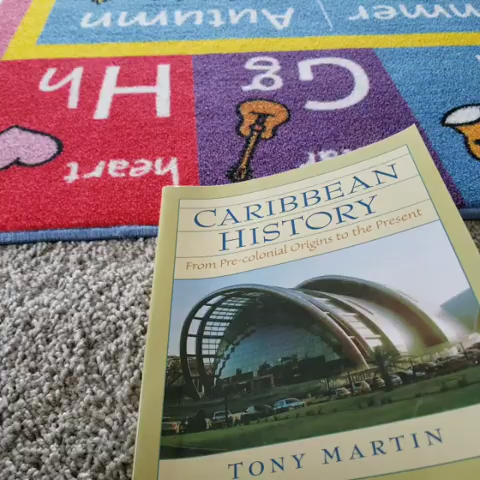 Autumn
mmer
Hh
Gg
heart
CARIBBEAN
HISTORY
From Pre-colonial Origins to the Present
TONY MARTIN